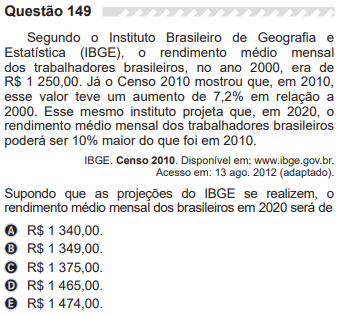 Questão 149
Segundo o Instituto Brasileiro de Geografia e
Estatística (IBGE), o rendimento médio mensal
dos trabalhadores brasileiros, no ano 2000, era de
R$ 1 250,00. Já o Censo 2010 mostrou que, em 2010,
esse valor teve um aumento de 7,2% em relação a
2000. Esse mesmo instituto projeta que, em 2020, o
rendimento médio mensal dos trabalhadores brasileiros
poderá ser 10% maior do que foi em 2010.
IBGE. Censo 2010. Disponível em: www.ibge.gov.br.
Acesso em: 13 ago. 2012 (adaptado).
Supondo que as projeções do IBGE se realizem, o
rendimento médio mensal dos brasileiros em 2020 será de
A R$ 1 340,00.
B R$ 1 349,00.
C R$ 1 375,00.
D R$ 1 465,00.
E R$ 1 474,00.